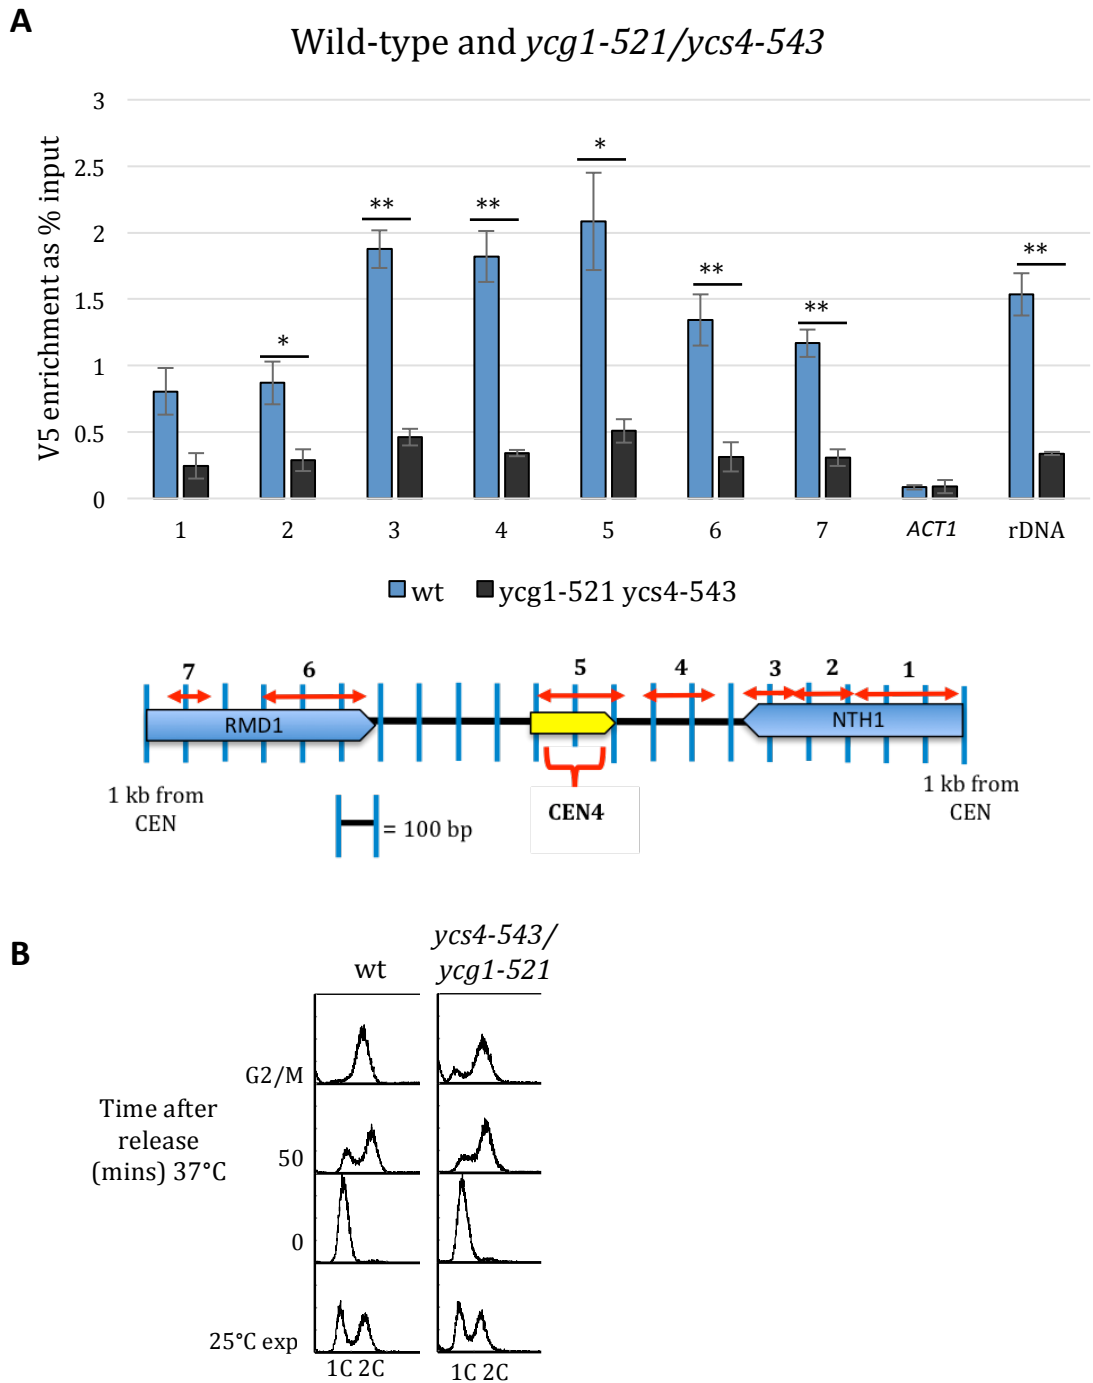 A
Wild-type and ycg1-521/ycs4-543
V5 enrichment as % input
3
2.5
2
1.5
1
0.5
0
*
**
**
*
**
**
**
1 2 3 4 5 6 7 ACT1 rDNA
wt ycg1-521 ycs4-543
7 6 5 4 3 2 1
RMD1 NTH1
1 kb from
CEN
CEN4
1 kb from
CEN
= 100 bp
B
wt
ycs4-543/
ycg1-521
Time after
release
(mins) 37°C
G2/M
50
0
25°C exp
1C 2C 1C 2C